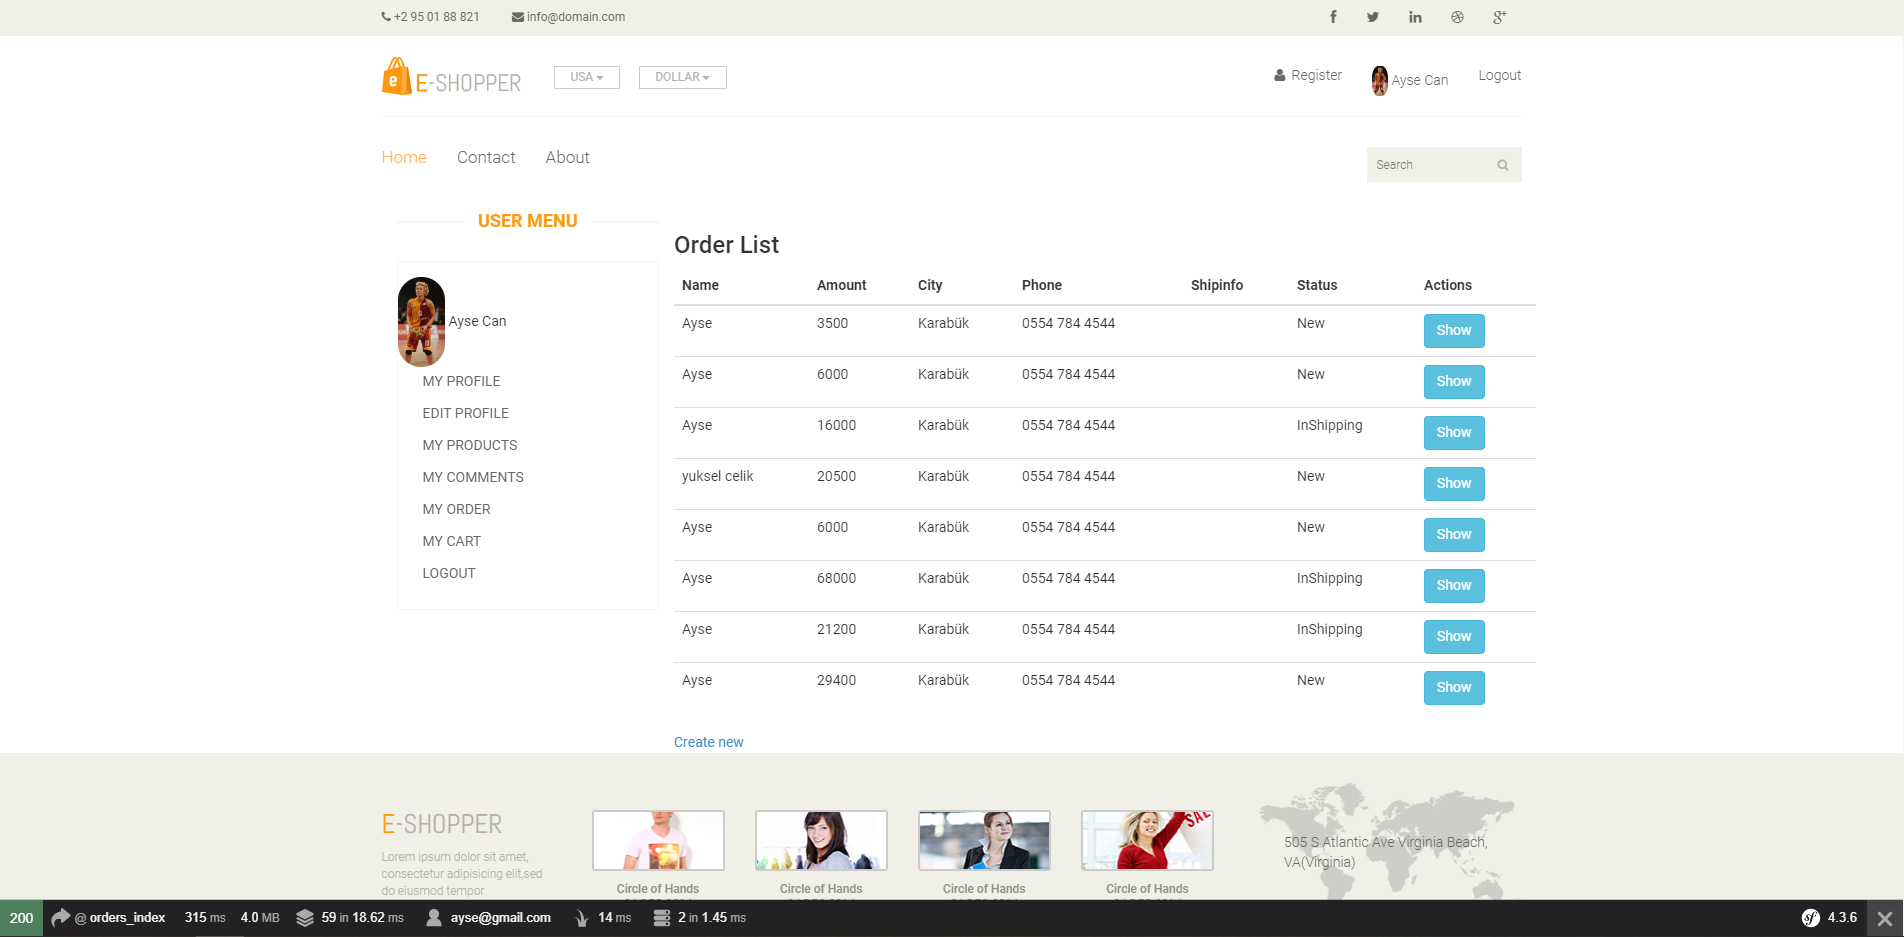 +2 95 01 88 821 info@domain.com
E-SHOPPER USA DOLLAR Register Ayse Can Logout
Home Contact About Search
USER MENU
Ayse Can
MY PROFILE
EDIT PROFILE
MY PRODUCTS
MY COMMENTS
MY ORDER
MY CART
LOGOUT
Order List
Name Amount City Phone Shipinfo Status Actions
Ayse 3500 Karabük 0554 784 4544 New Show
Ayse 6000 Karabük 0554 784 4544 New Show
Ayse 16000 Karabük 0554 784 4544 InShipping Show
yuksel celik 20500 Karabük 0554 784 4544 New Show
Ayse 6000 Karabük 0554 784 4544 New Show
Ayse 68000 Karabük 0554 784 4544 InShipping Show
Ayse 21200 Karabük 0554 784 4544 InShipping Show
Ayse 29400 Karabük 0554 784 4544 New Show
Create new
E-SHOPPER
Lorem ipsum dolor sit amet,
consectetur adipisicing elit,sed
do eiusmod tempor
Circle of Hands Circle of Hands Circle of Hands Circle of Hands
505 S Atlantic Ave Virginia Beach,
VA(Virginia)
200 @ orders_index 315 ms 4.0 MB 59 in 18.62 ms ayse@gmail.com 14 ms 2 in 1.45 ms 4.3.6